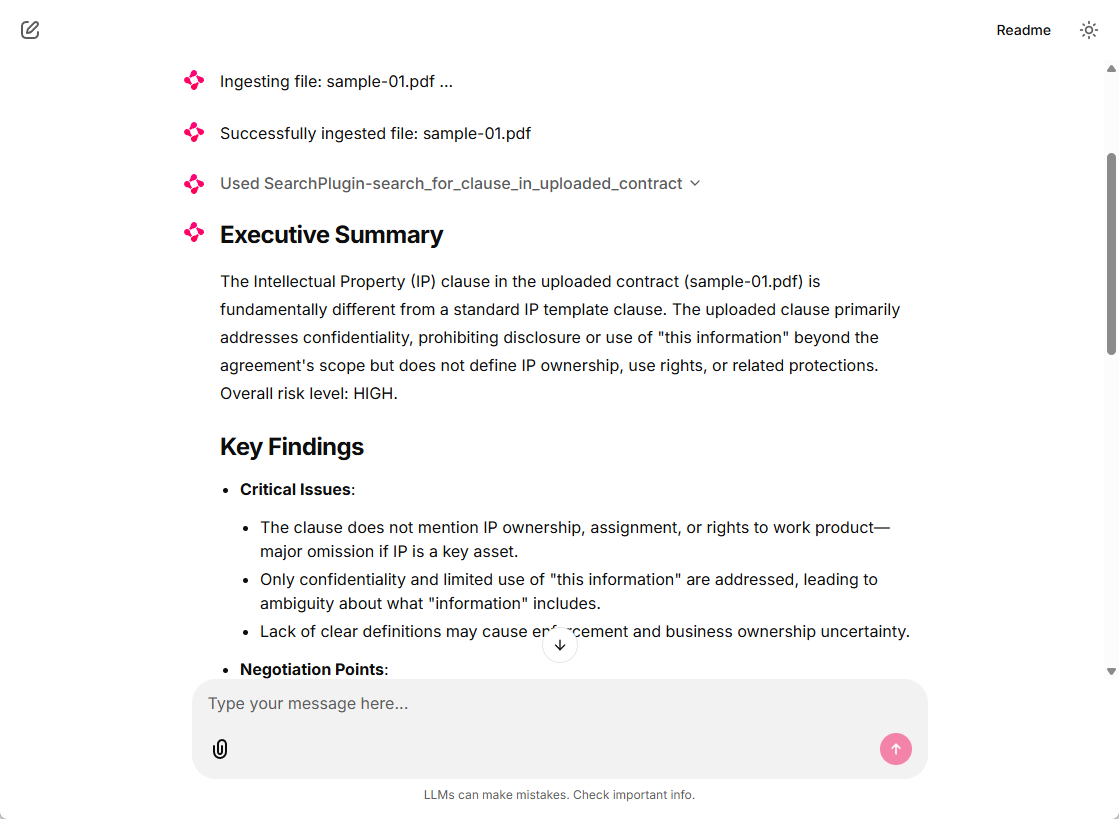 Readme
Ingesting file: sample-01.pdf ...
Successfully ingested file: sample-01.pdf
Used SearchPlugin-search_for_clause_in_uploaded_contract
Executive Summary
The Intellectual Property (IP) clause in the uploaded contract (sample-01.pdf) is
fundamentally different from a standard IP template clause. The uploaded clause primarily
addresses confidentiality, prohibiting disclosure or use of "this information" beyond the
agreement's scope but does not define IP ownership, use rights, or related protections.
Overall risk level: HIGH.
Key Findings
• Critical Issues:
• The clause does not mention IP ownership, assignment, or rights to work product—
major omission if IP is a key asset.
• Only confidentiality and limited use of "this information" are addressed, leading to
ambiguity about what "information" includes.
• Lack of clear definitions may cause enforcement and business ownership uncertainty.
• Negotiation Points:
Type your message here...
LLMs can make mistakes. Check important info.